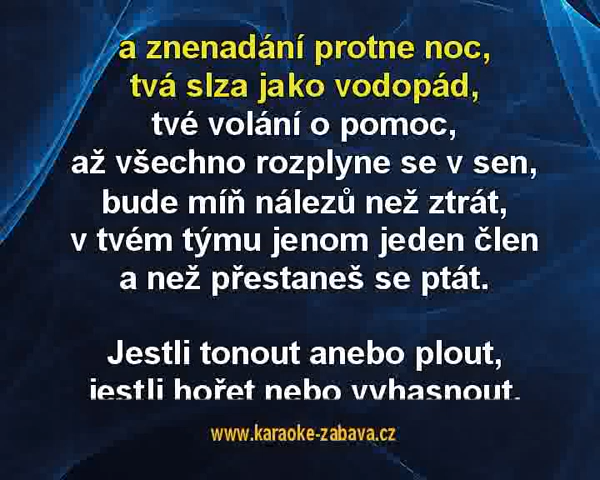 a znenadání protne noc,
tvá slza jako vodopád,
tvé volání o pomoc,
až všechno rozplyne se v sen,
bude míň nálezů než ztrát,
v tvém týmu jenom jeden člen
a než přestaneš se ptát.
Jestli tonout anebo plout,
jestli hořet nebo vyhasnout.
www.karaoke-zabava.cz